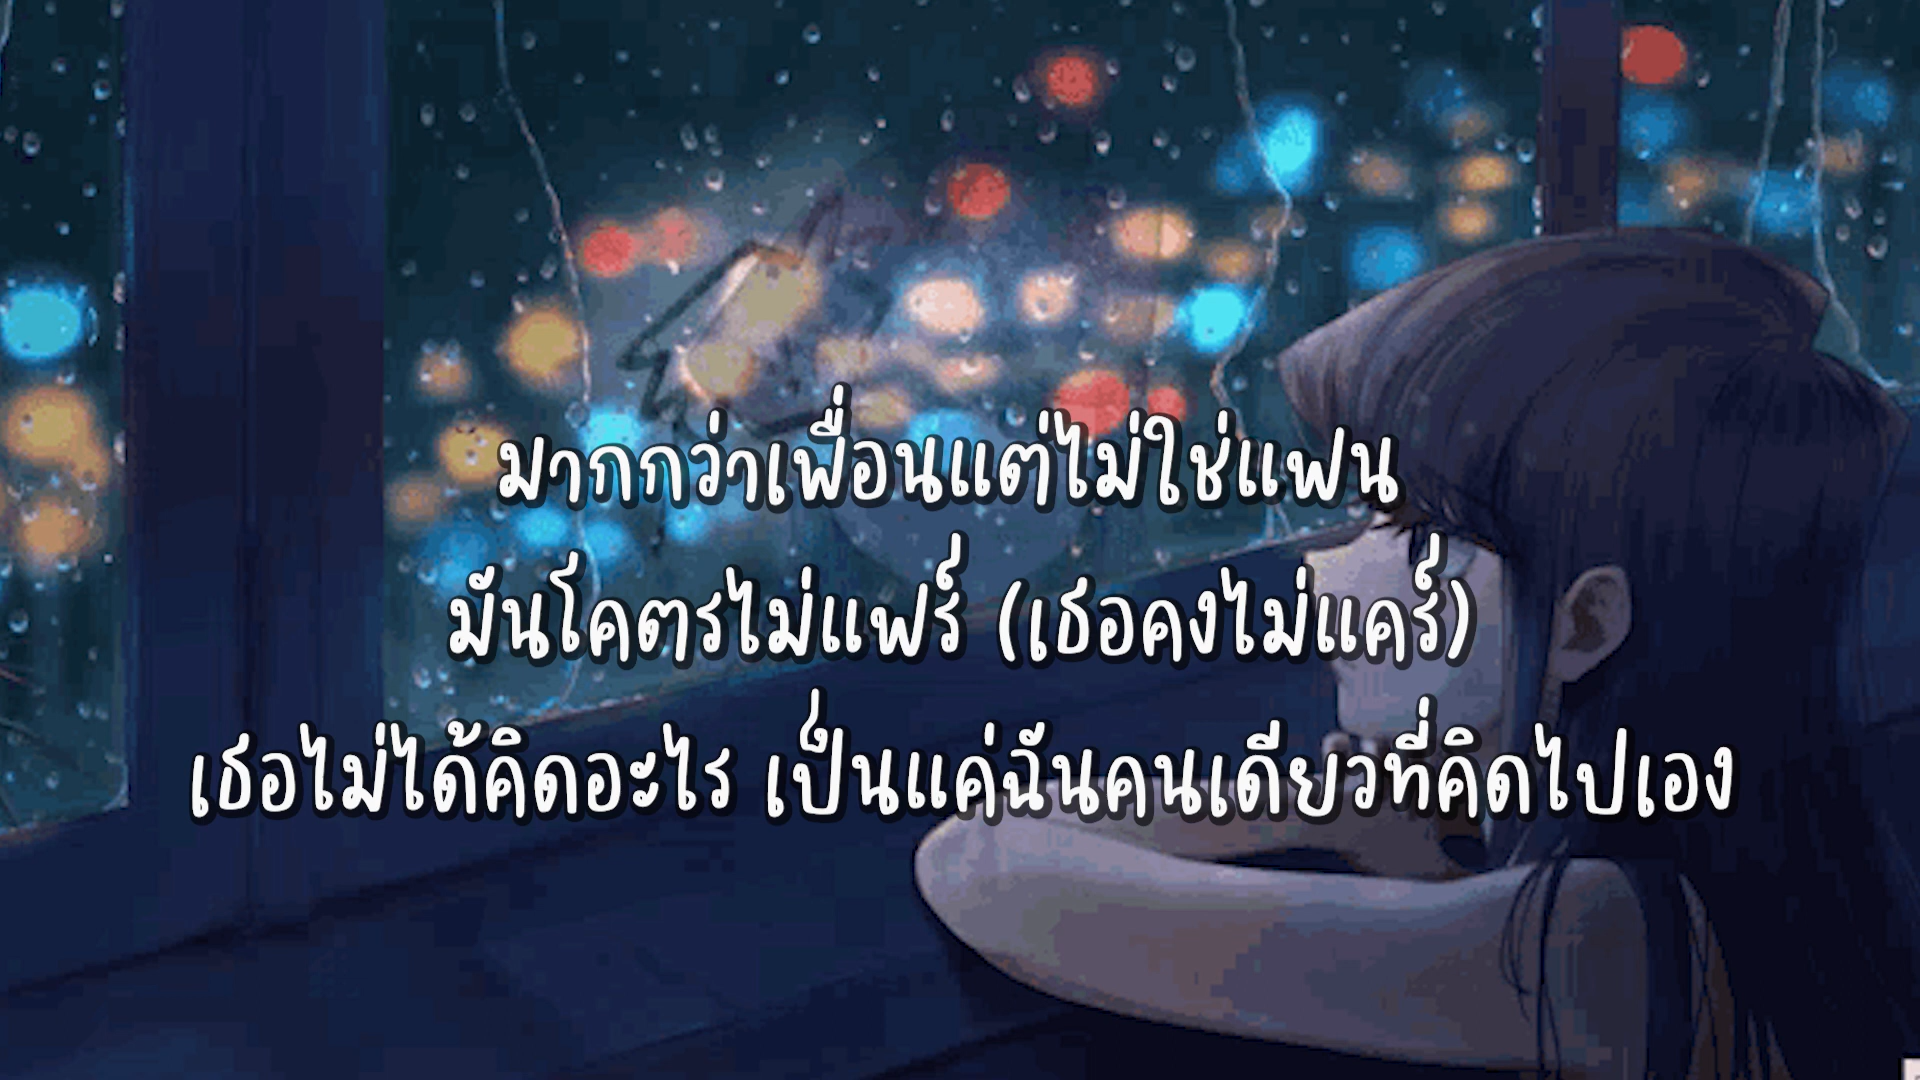 มากกว่าเพื่อนแต่ไม่ใช่แฟน
มันโคตรไม่แฟร์ (เธอคงไม่แคร์)
เธอไม่ได้คิดอะไร เป็นแค่ฉันคนเดียวที่คิดไปเอง